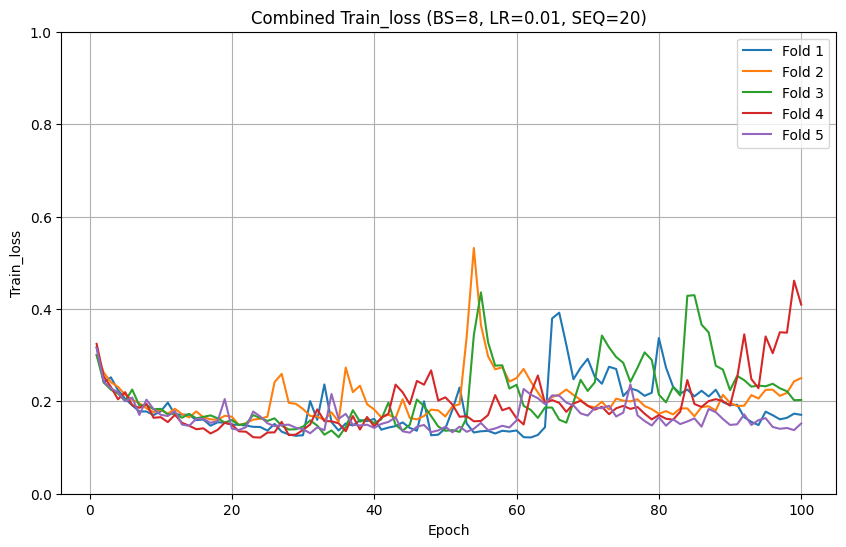 Combined Train_loss (BS=8, LR=0.01, SEQ=20)
1.0
0.8
0.6
0.4
0.2
0.0
Train_loss
Fold 1
Fold 2
Fold 3
Fold 4
Fold 5
0 20 40 60 80 100
Epoch